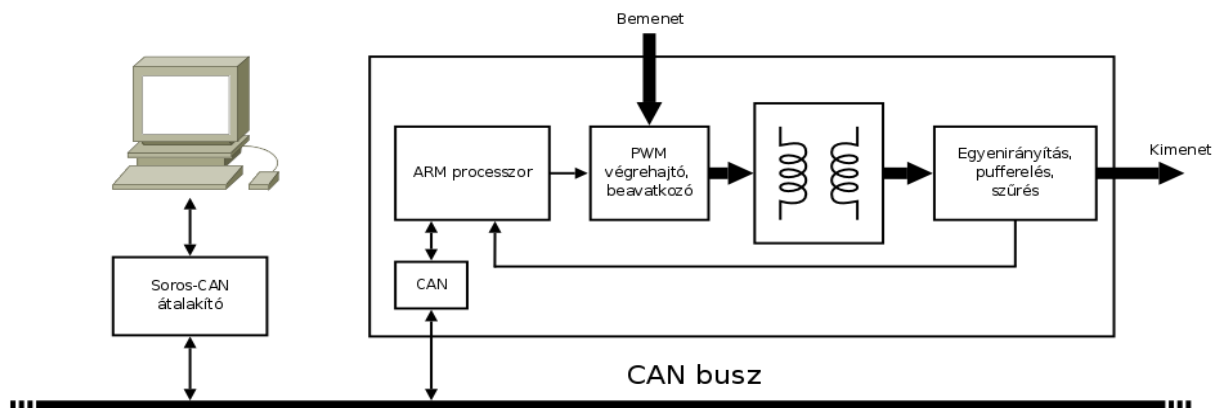 Bemenet
ARM processzor
PWM
végrehajtó,
beavatkozó
Egyenirányítás,
pufferelés,
szűrés
Kimenet
Soros-CAN
átalakító
CAN
CAN busz